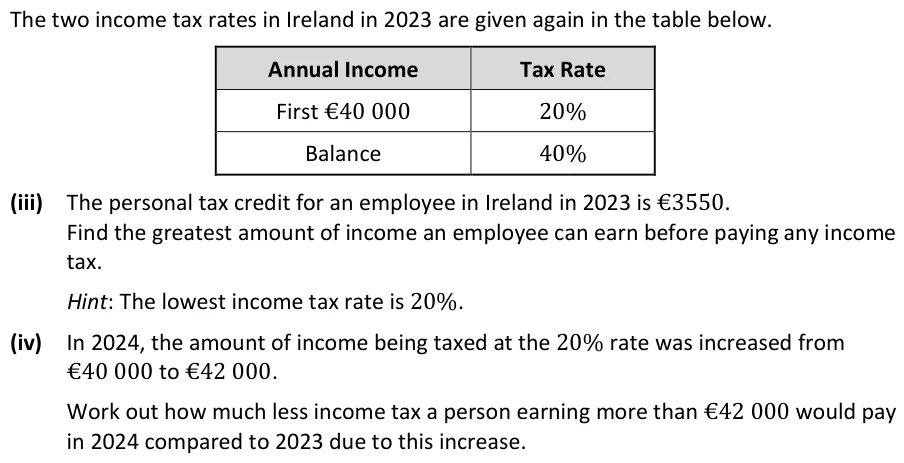 The two income tax rates in Ireland in 2023 are given again in the table below.
Annual Income Tax Rate
First €40 000 20%
Balance 40%
(iii) The personal tax credit for an employee in Ireland in 2023 is €3550.
Find the greatest amount of income an employee can earn before paying any income
tax.
Hint: The lowest income tax rate is 20%.
(iv) In 2024, the amount of income being taxed at the 20% rate was increased from
€40 000 to €42 000.
Work out how much less income tax a person earning more than €42 000 would pay
in 2024 compared to 2023 due to this increase.